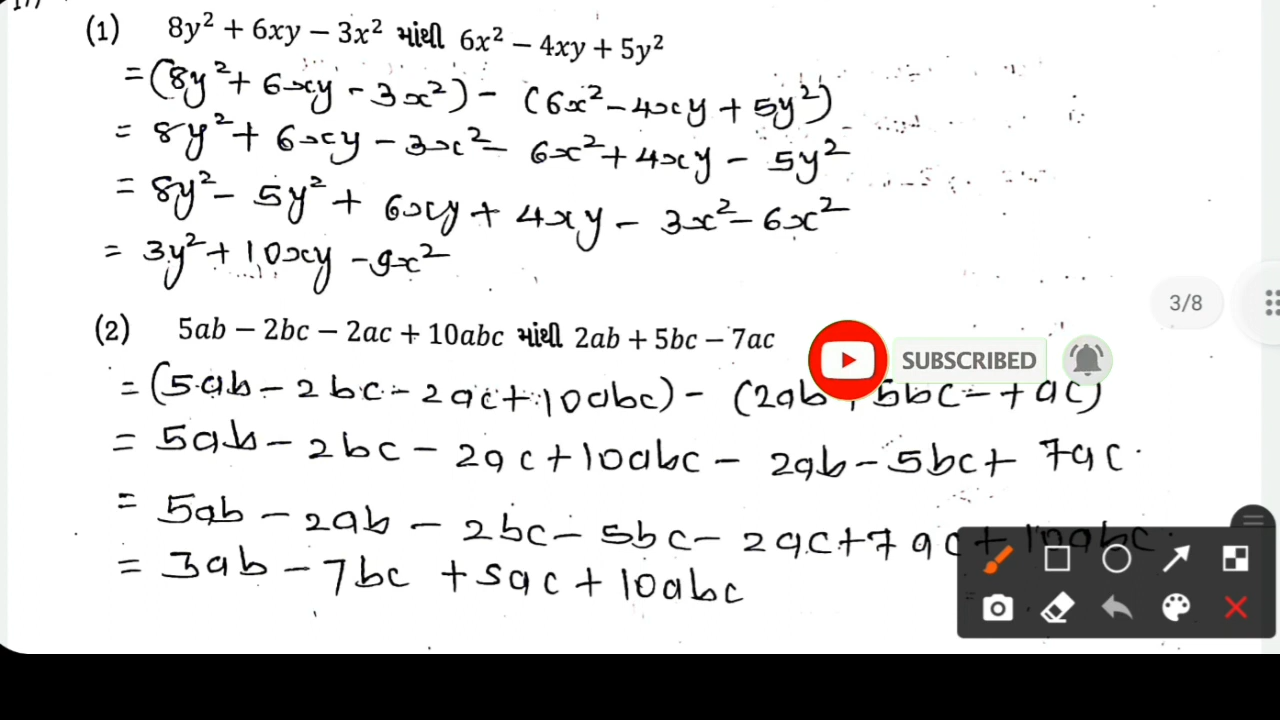 (1) 8y² + 6xy − 3x² માંથી 6x² − 4xy + 5y²
= (8y² + 6xy − 3x²) − (6x² − 4xy + 5y²)
= 8y² + 6xy − 3x² − 6x² + 4xy − 5y²
= 8y² − 5y² + 6xy + 4xy − 3x² − 6x²
= 3y² + 10xy − 9x²
3/8
(2) 5ab − 2bc − 2ac + 10abc માંથી 2ab + 5bc − 7ac
SUBSCRIBED
= (5ab − 2bc − 2ac + 10abc) − (2ab + 5bc − 7ac)
= 5ab − 2bc − 2ac + 10abc − 2ab − 5bc + 7ac
= 5ab − 2ab − 2bc − 5bc − 2ac + 7ac + 10abc
= 3ab − 7bc + 5ac + 10abc